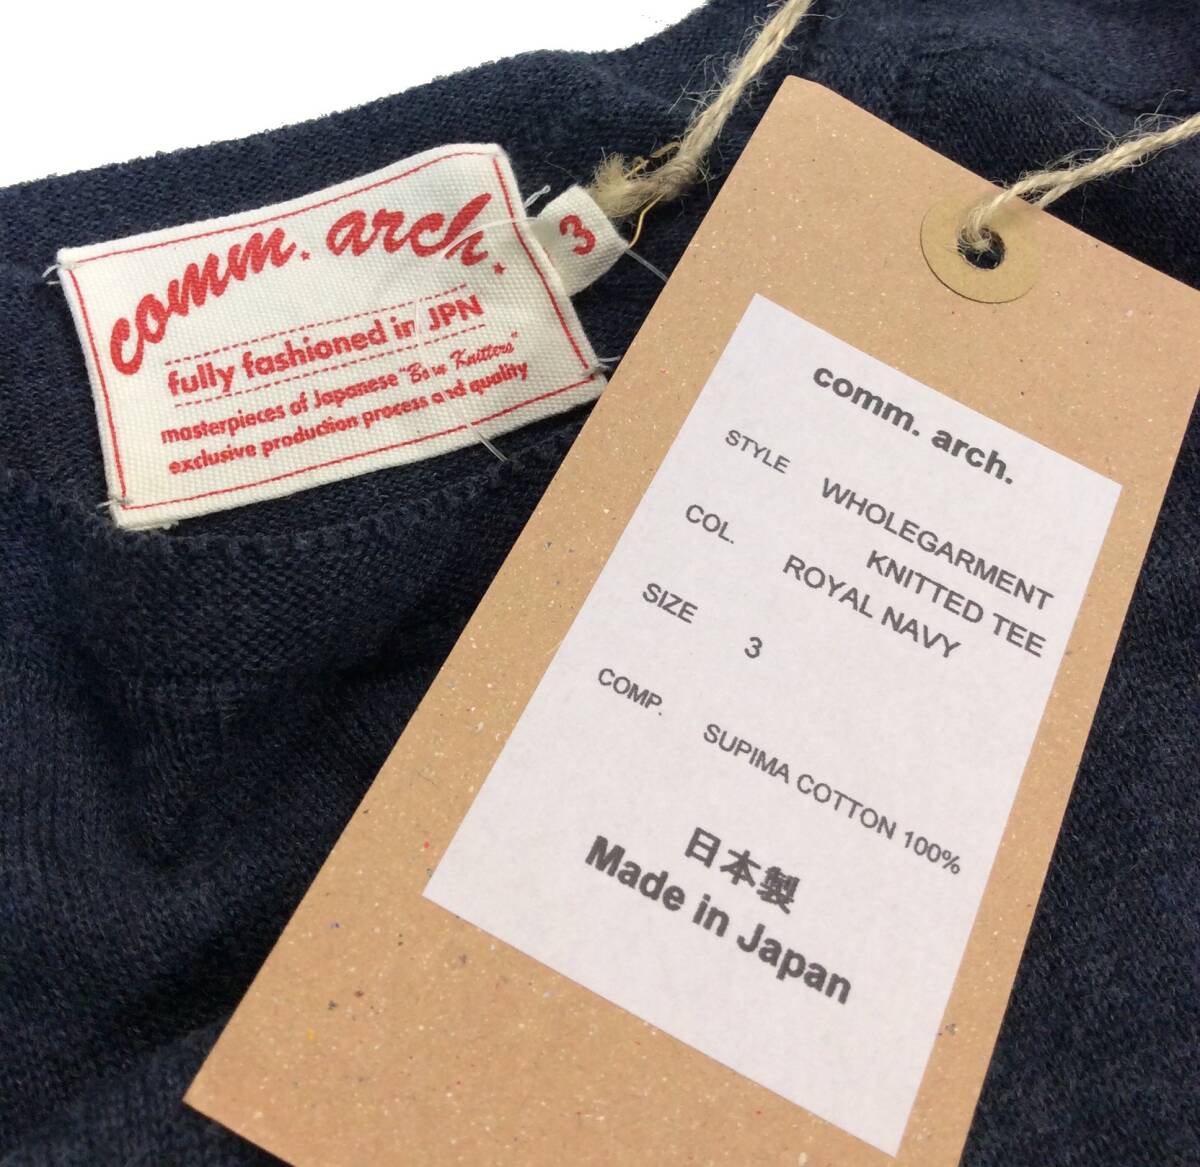 comm. arch.
fully fashioned in JPN
masterpieces of Japanese " Knitters"
exclusive production process and quality
3
comm. arch.
STYLE WHOLEGARMENT
KNITTED TEE
COL. ROYAL NAVY
SIZE 3
COMP. SUPIMA COTTON 100%
日本製
Made in Japan